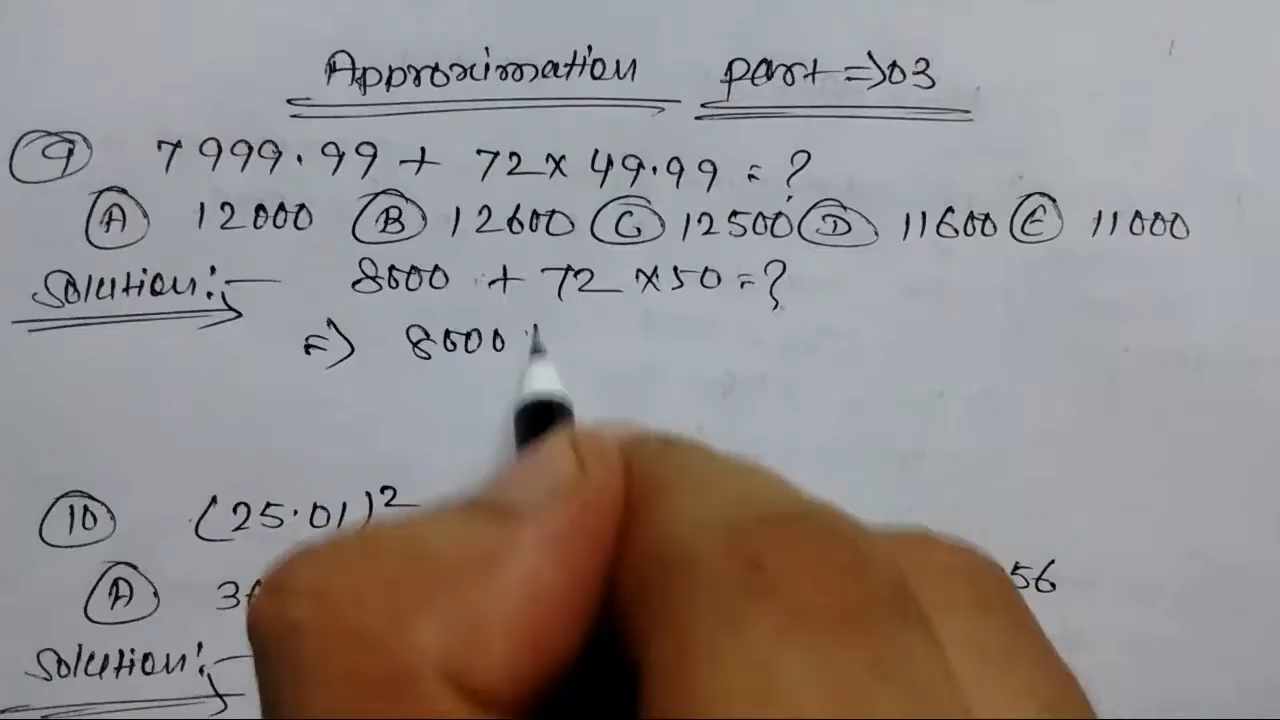 Approximation part=>03
9 7999.99 + 72 × 49.99 = ?
A 12000 B 12600 C 12500 D 11600 E 11000
Solution:- 8000 + 72 × 50 = ?
=> 8000
10 (25.01)²
A 56
Solution:-